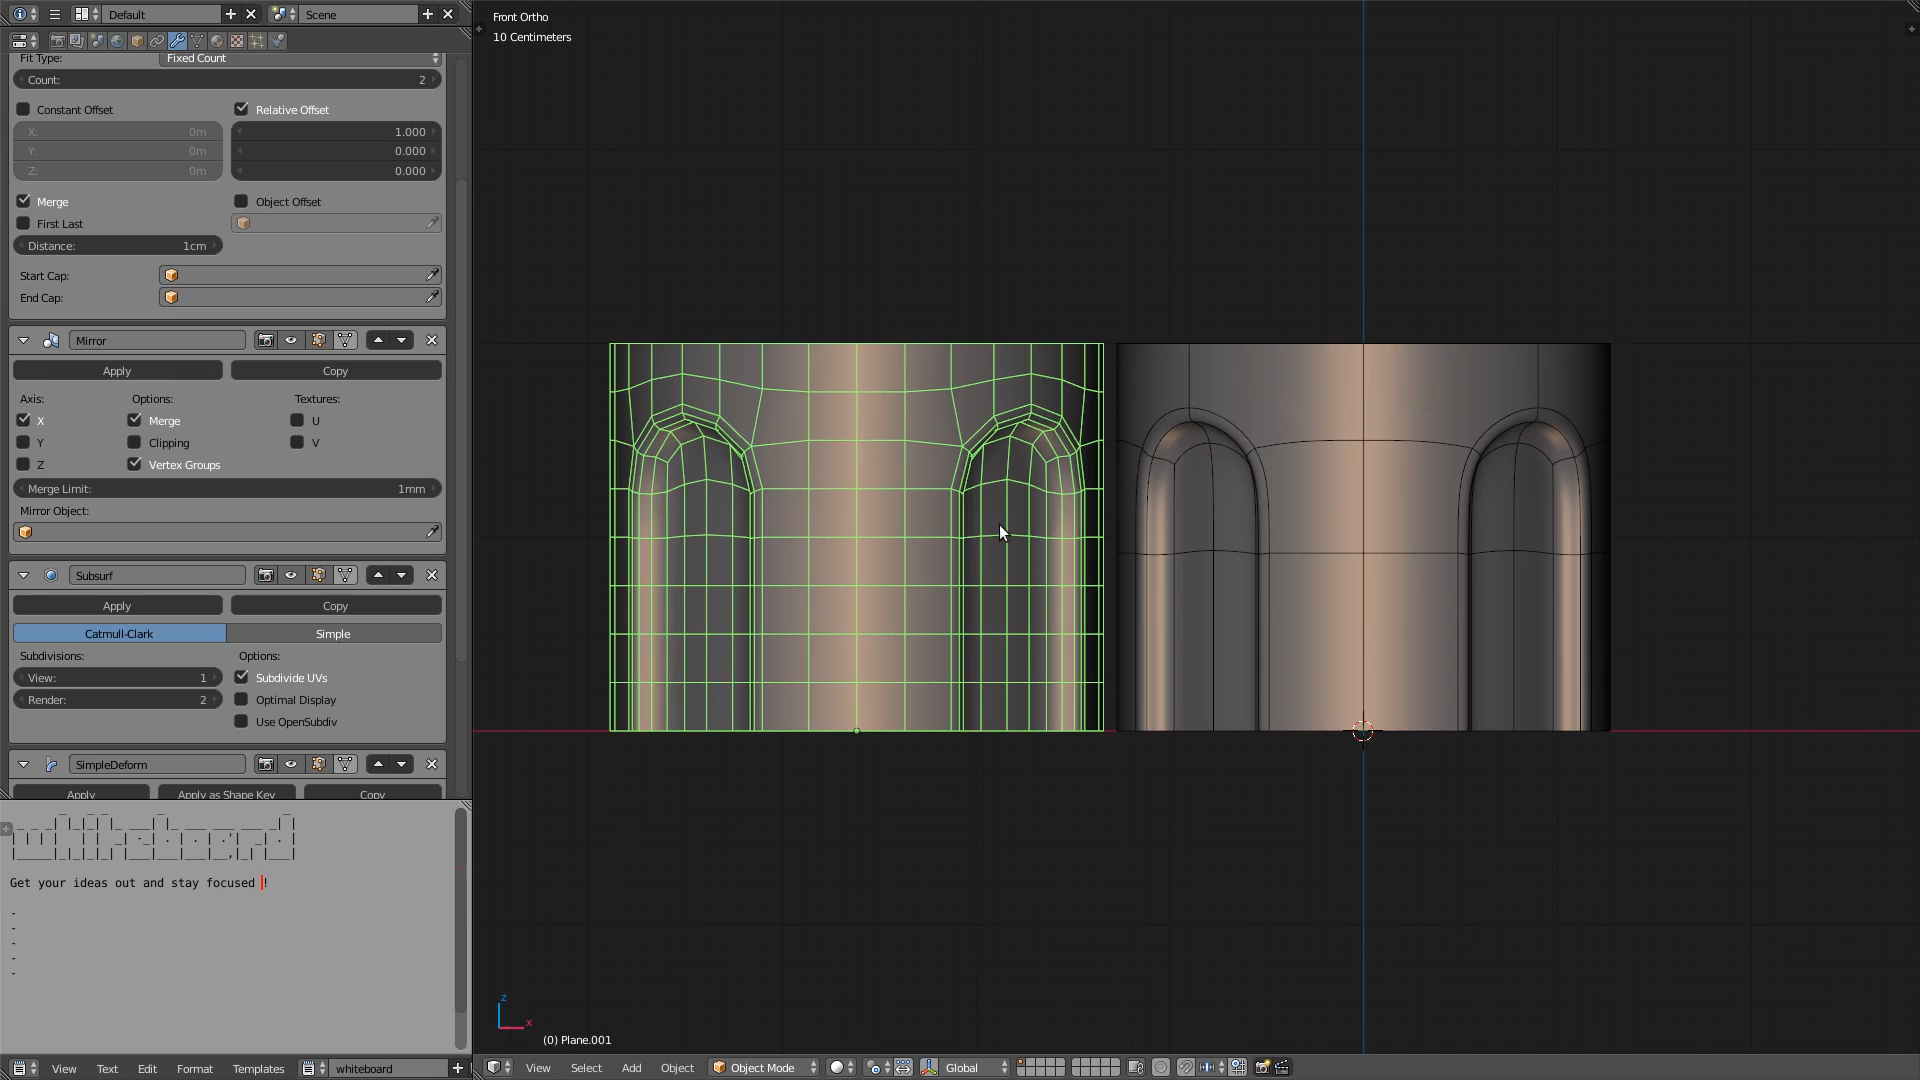 Default
Scene
Fit Type:
Fixed Count
Count:
2
Constant Offset
Relative Offset
X:
0m
1.000
Y:
0m
0.000
Z:
0m
0.000
Merge
Object Offset
First Last
Distance:
1cm
Start Cap:
End Cap:
Mirror
Apply
Copy
Axis:
Options:
Textures:
X
Merge
U
Y
Clipping
V
Z
Vertex Groups
Merge Limit:
1mm
Mirror Object:
Subsurf
Apply
Copy
Catmull-Clark
Simple
Subdivisions:
Options:
View:
1
Subdivide UVs
Render:
2
Optimal Display
Use OpenSubdiv
SimpleDeform
Apply
Apply as Shape Key
Copy
Get your ideas out and stay focused !
-
-
-
-
-
View
Text
Edit
Format
Templates
whiteboard
Front Ortho
10 Centimeters
z
x
(0) Plane.001
View
Select
Add
Object
Object Mode
Global